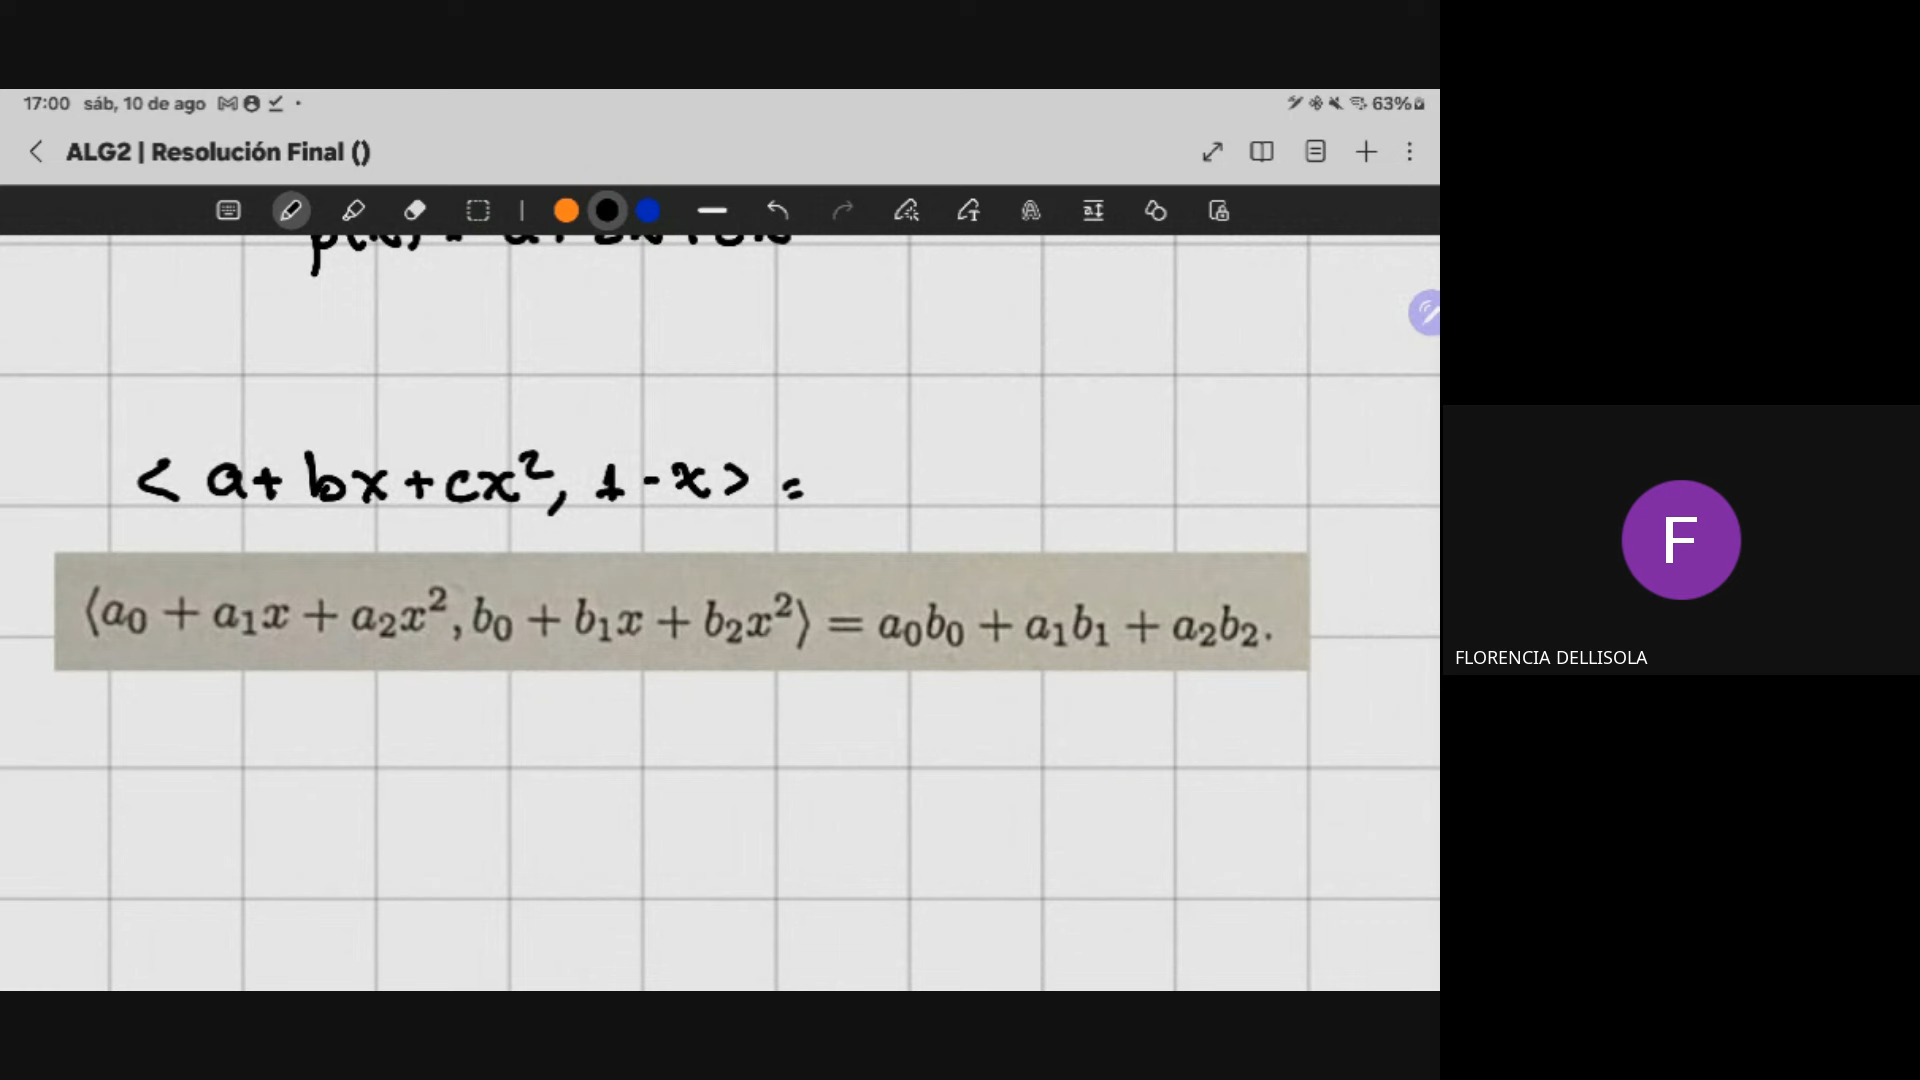 17:00 sáb, 10 de ago
63%
ALG2 | Resolución Final ()
< a + bx + cx², 1 - x > =
⟨a₀ + a₁x + a₂x², b₀ + b₁x + b₂x²⟩ = a₀b₀ + a₁b₁ + a₂b₂.
F
FLORENCIA DELLISOLA